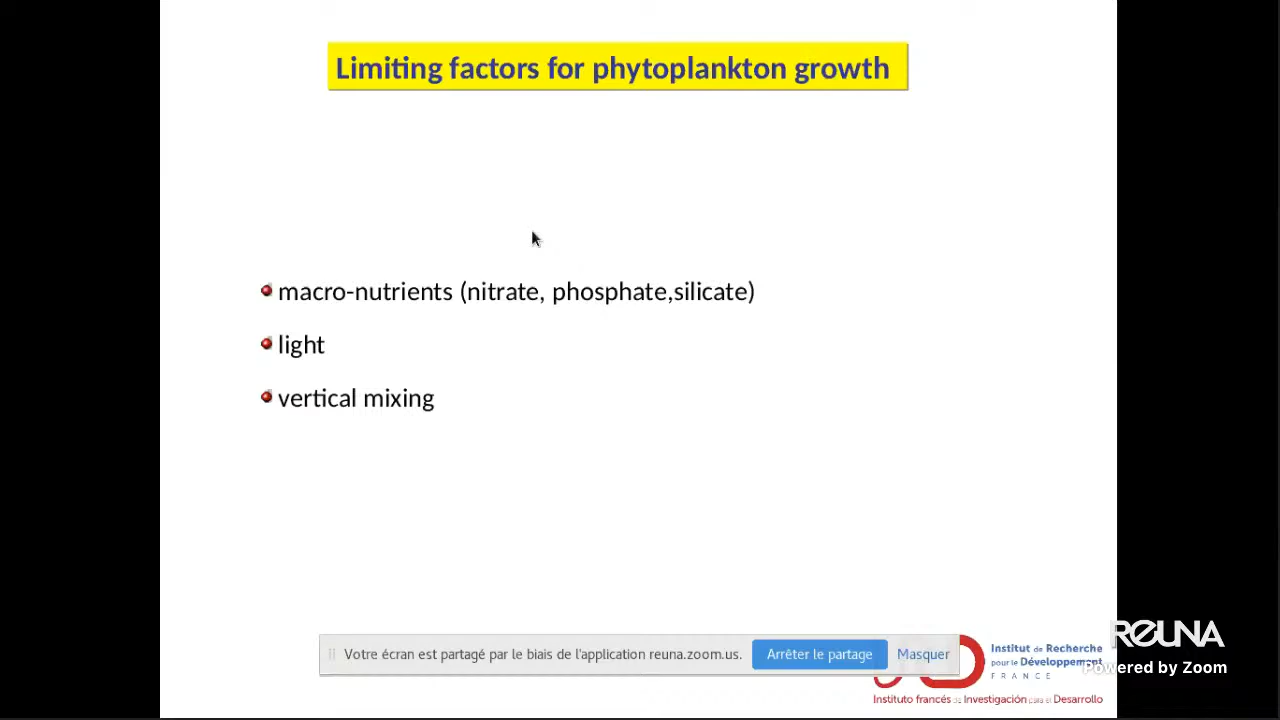 Limiting factors for phytoplankton growth
macro-nutrients (nitrate, phosphate,silicate)
light
vertical mixing
Votre écran est partagé par le biais de l'application reuna.zoom.us. Arrêter le partage Masquer
Institut de Recherche
pour le Développement
FRANCE
Instituto francés de Investigación para el Desarrollo
REUNA
Powered by Zoom